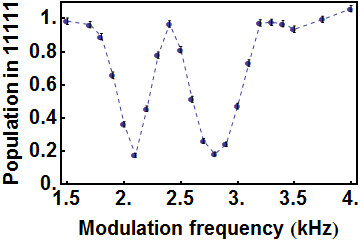 Population in 11111
1.
0.8
0.6
0.4
0.2
0.
1.5 2. 2.5 3. 3.5 4.
Modulation frequency (kHz)